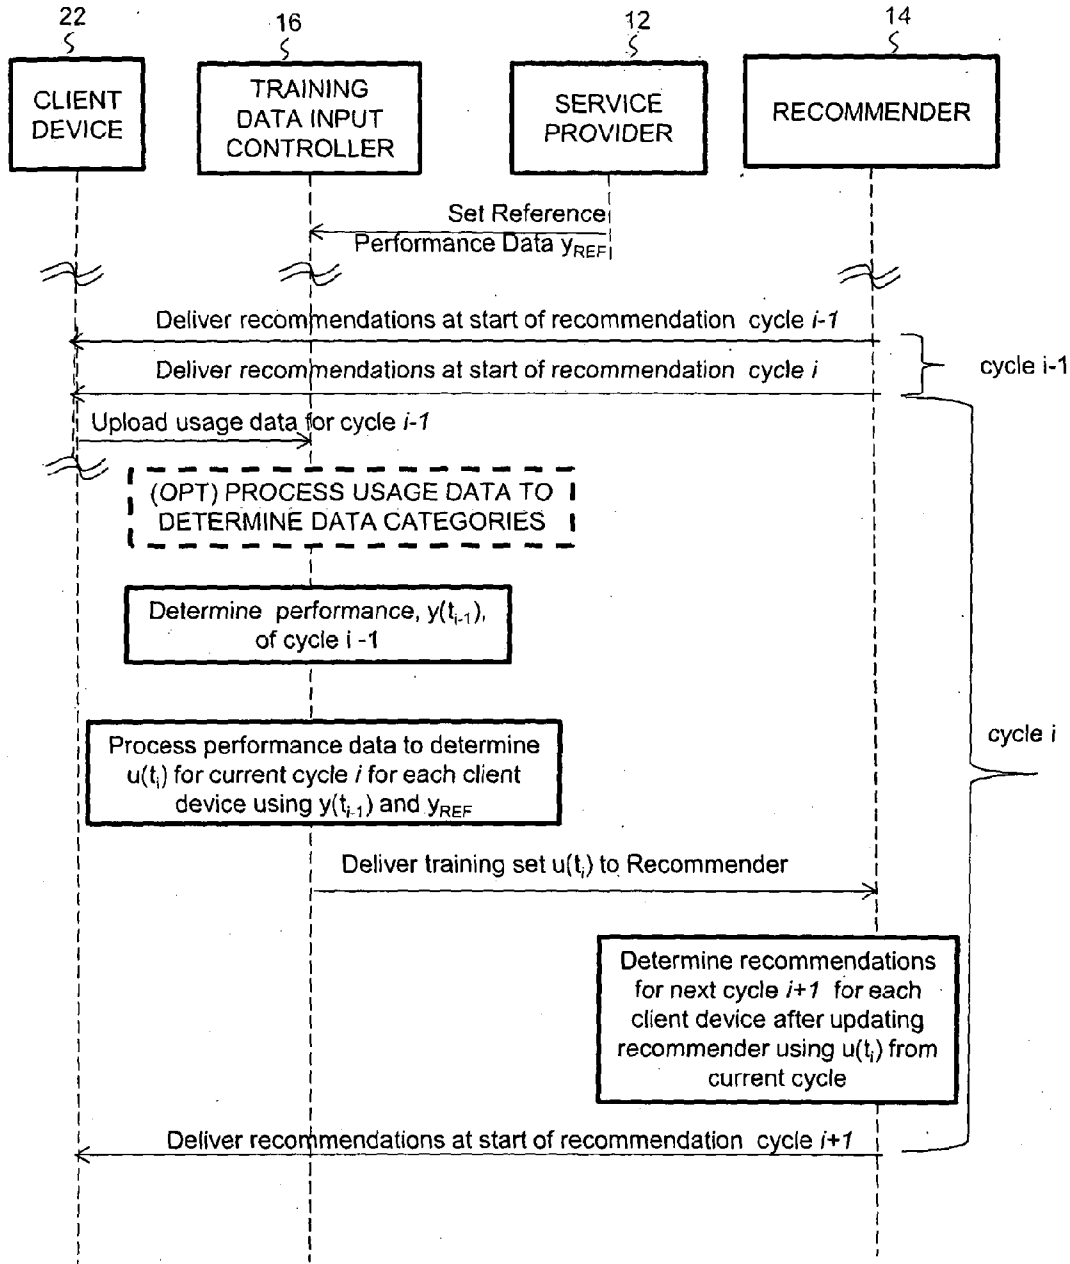 22
16
12
14
CLIENT
DEVICE
TRAINING
DATA INPUT
CONTROLLER
SERVICE
PROVIDER
RECOMMENDER
Set Reference
Performance Data yREF
Deliver recommendations at start of recommendation cycle i-1
cycle i-1
Deliver recommendations at start of recommendation cycle i
Upload usage data for cycle i-1
(OPT) PROCESS USAGE DATA TO
DETERMINE DATA CATEGORIES
Determine performance, y(ti-1),
of cycle i -1
Process performance data to determine
u(ti) for current cycle i for each client
device using y(ti-1) and yREF
cycle i
Deliver training set u(ti) to Recommender
Determine recommendations
for next cycle i+1 for each
client device after updating
recommender using u(ti) from
current cycle
Deliver recommendations at start of recommendation cycle i+1